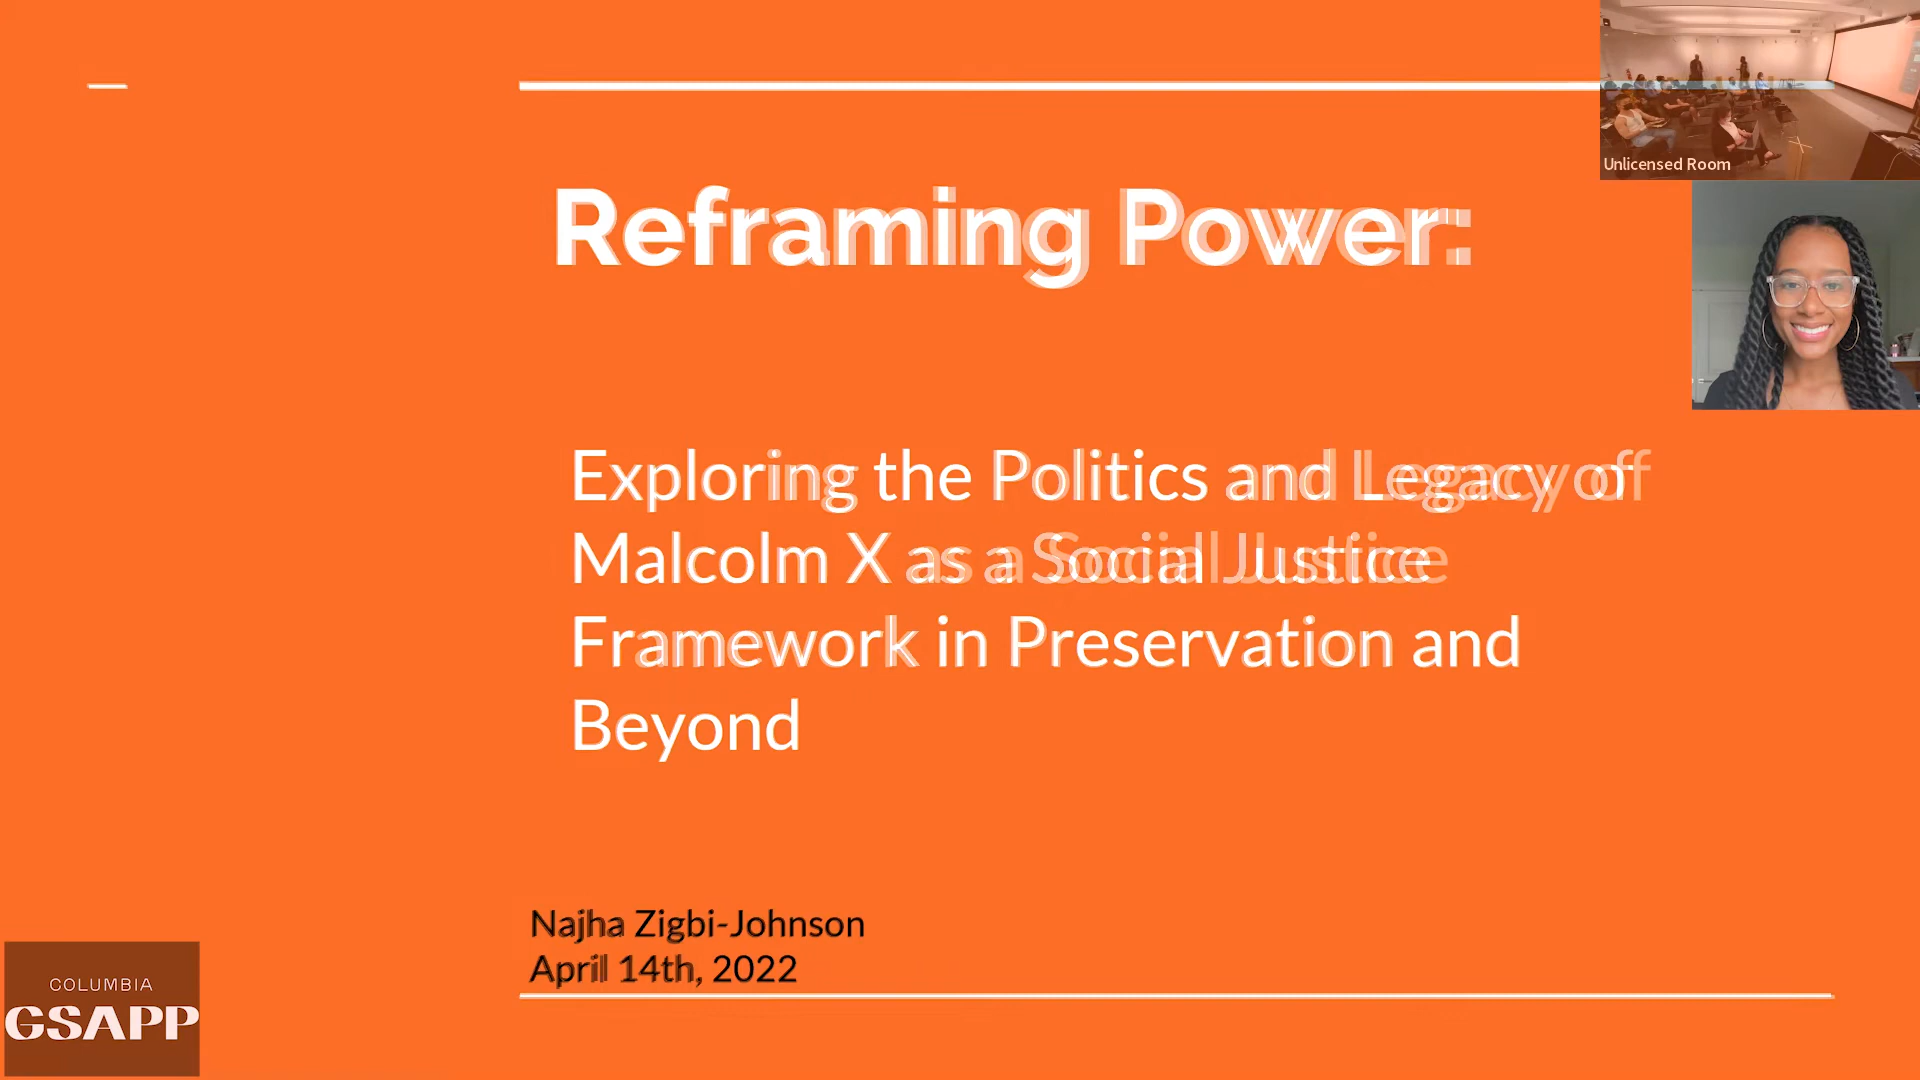 Unlicensed Room
Reframing Power:
Exploring the Politics and Legacy of
Malcolm X as a Social Justice
Framework in Preservation and
Beyond
Najha Zigbi-Johnson
April 14th, 2022
COLUMBIA
GSAPP